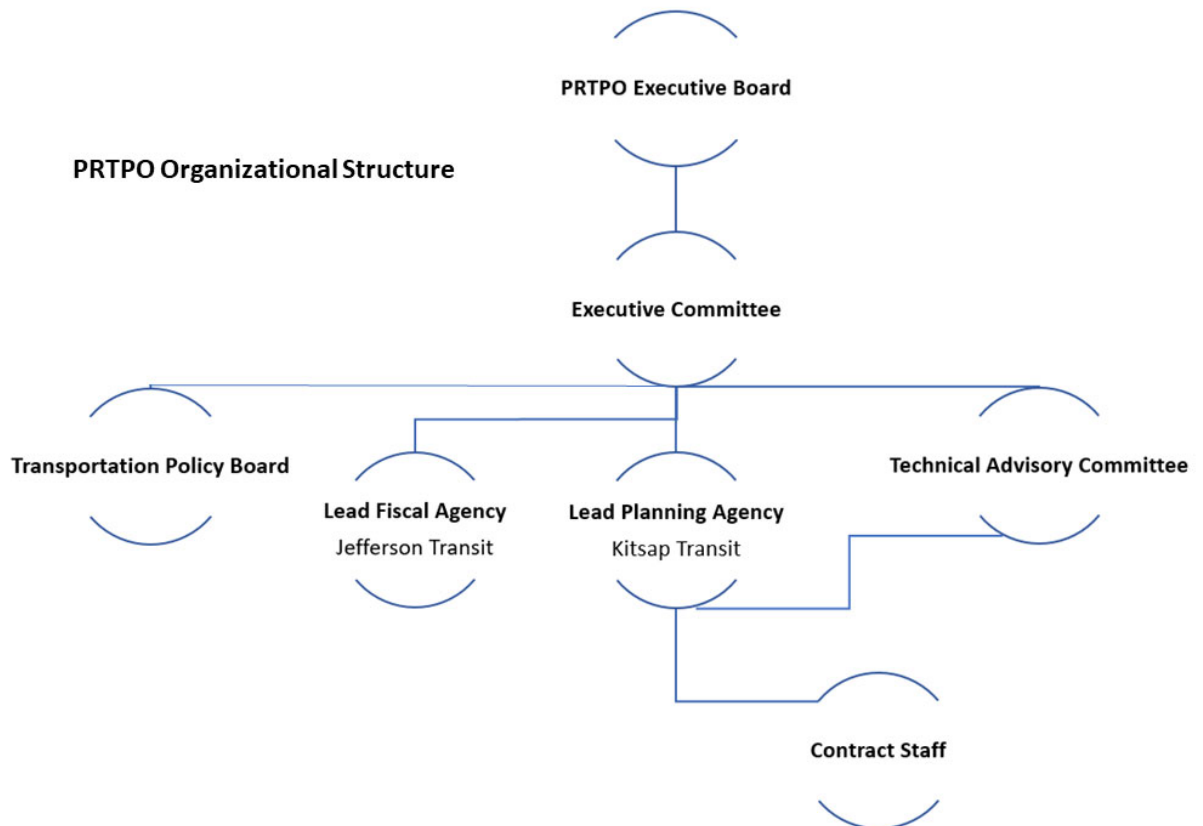 PRTPO Executive Board
PRTPO Organizational Structure
Executive Committee
Transportation Policy Board
Technical Advisory Committee
Lead Fiscal Agency
Jefferson Transit
Lead Planning Agency
Kitsap Transit
Contract Staff